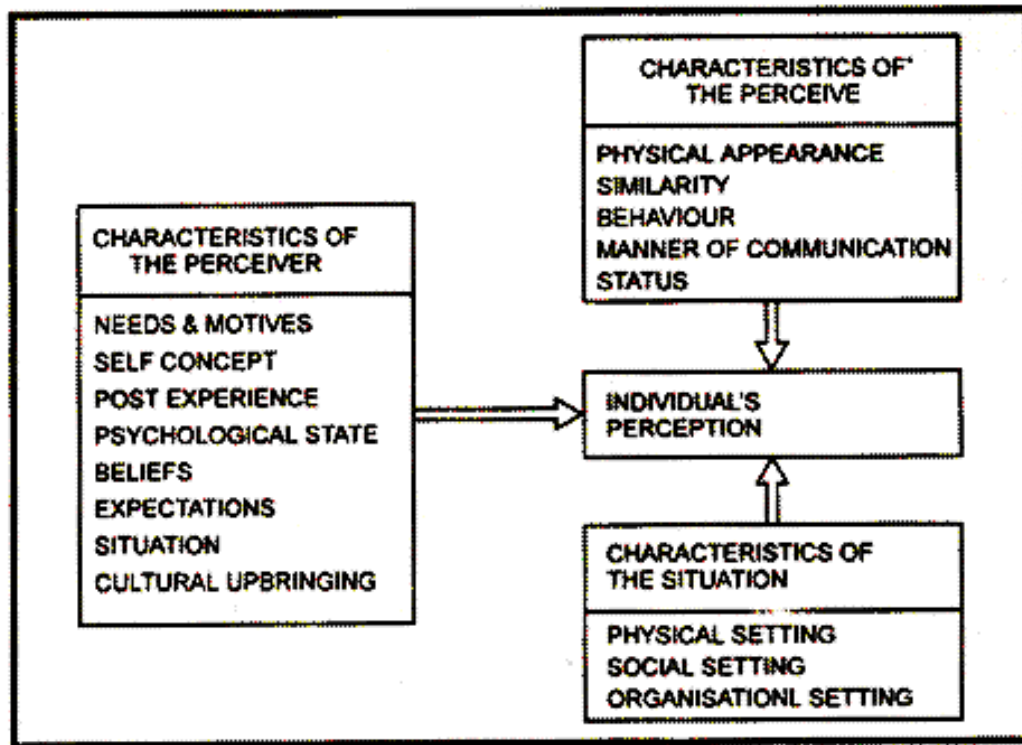 CHARACTERISTICS OF
THE PERCEIVER
NEEDS & MOTIVES
SELF CONCEPT
POST EXPERIENCE
PSYCHOLOGICAL STATE
BELIEFS
EXPECTATIONS
SITUATION
CULTURAL UPBRINGING
CHARACTERISTICS OF'
THE PERCEIVE
PHYSICAL APPEARANCE
SIMILARITY
BEHAVIOUR
MANNER OF COMMUNICATION
STATUS
INDIVIDUAL'S
PERCEPTION
CHARACTERISTICS OF
THE SITUATION
PHYSICAL SETTING
SOCIAL SETTING
ORGANISATIONL SETTING